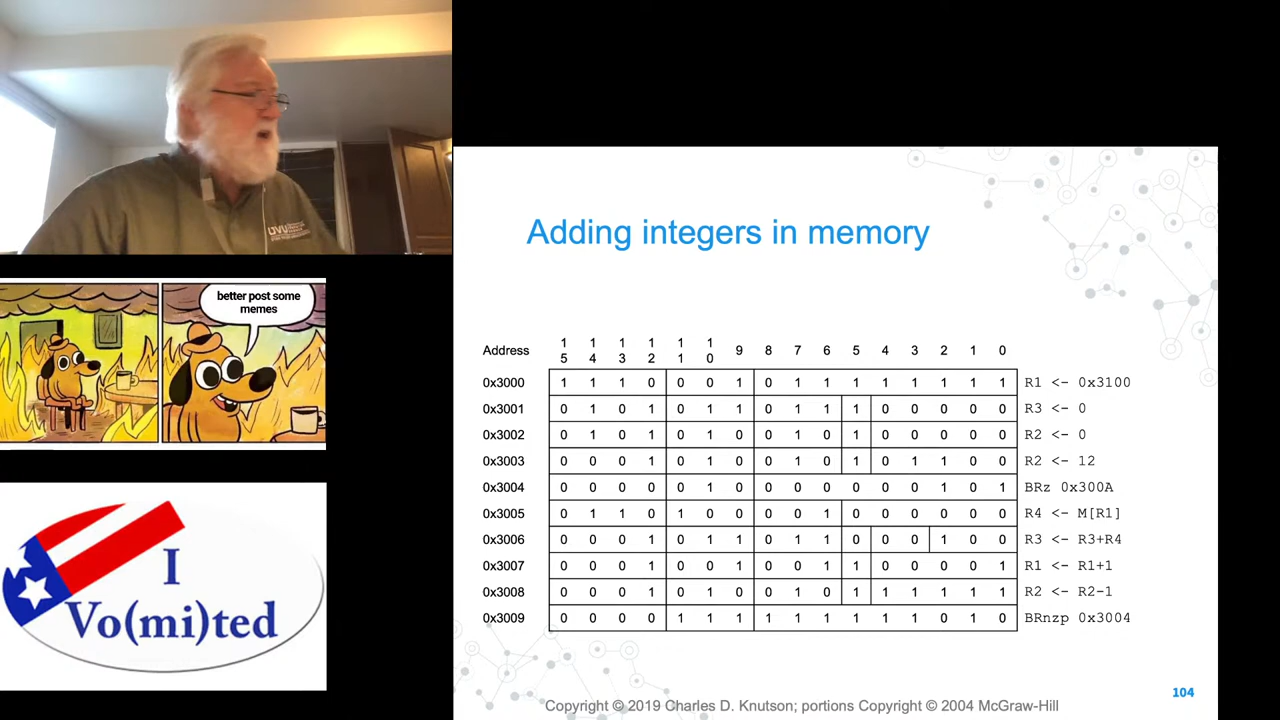 UVU
better post some
memes
I
Vo(mi)ted
Adding integers in memory
Address 15 14 13 12 11 10 9 8 7 6 5 4 3 2 1 0
0x3000 1 1 1 0 0 0 1 0 1 1 1 1 1 1 1 1 R1 <- 0x3100
0x3001 0 1 0 1 0 1 1 0 1 1 1 0 0 0 0 0 R3 <- 0
0x3002 0 1 0 1 0 1 0 0 1 0 1 0 0 0 0 0 R2 <- 0
0x3003 0 0 0 1 0 1 0 0 1 0 1 0 1 1 0 0 R2 <- 12
0x3004 0 0 0 0 0 1 0 0 0 0 0 0 0 1 0 1 BRz 0x300A
0x3005 0 1 1 0 1 0 0 0 0 1 0 0 0 0 0 0 R4 <- M[R1]
0x3006 0 0 0 1 0 1 1 0 1 1 0 0 0 1 0 0 R3 <- R3+R4
0x3007 0 0 0 1 0 0 1 0 0 1 1 0 0 0 0 1 R1 <- R1+1
0x3008 0 0 0 1 0 1 0 0 1 0 1 1 1 1 1 1 R2 <- R2-1
0x3009 0 0 0 0 1 1 1 1 1 1 1 1 1 0 1 0 BRnzp 0x3004
104
Copyright © 2019 Charles D. Knutson; portions Copyright © 2004 McGraw-Hill